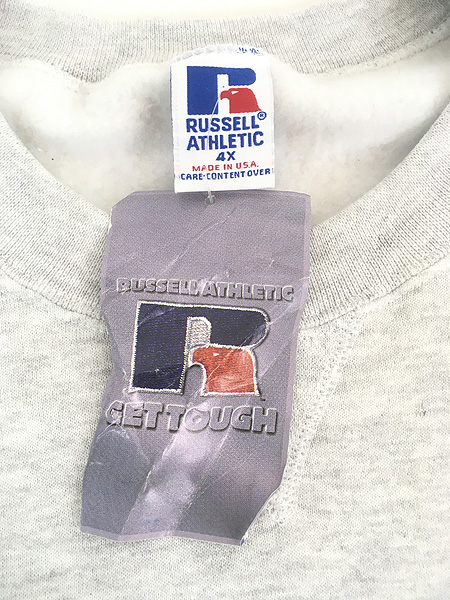 RUSSELL®
ATHLETIC
4X
MADE IN U.S.A.
CARE·CONTENT OVER
RUSSELL ATHLETIC
GET TOUGH